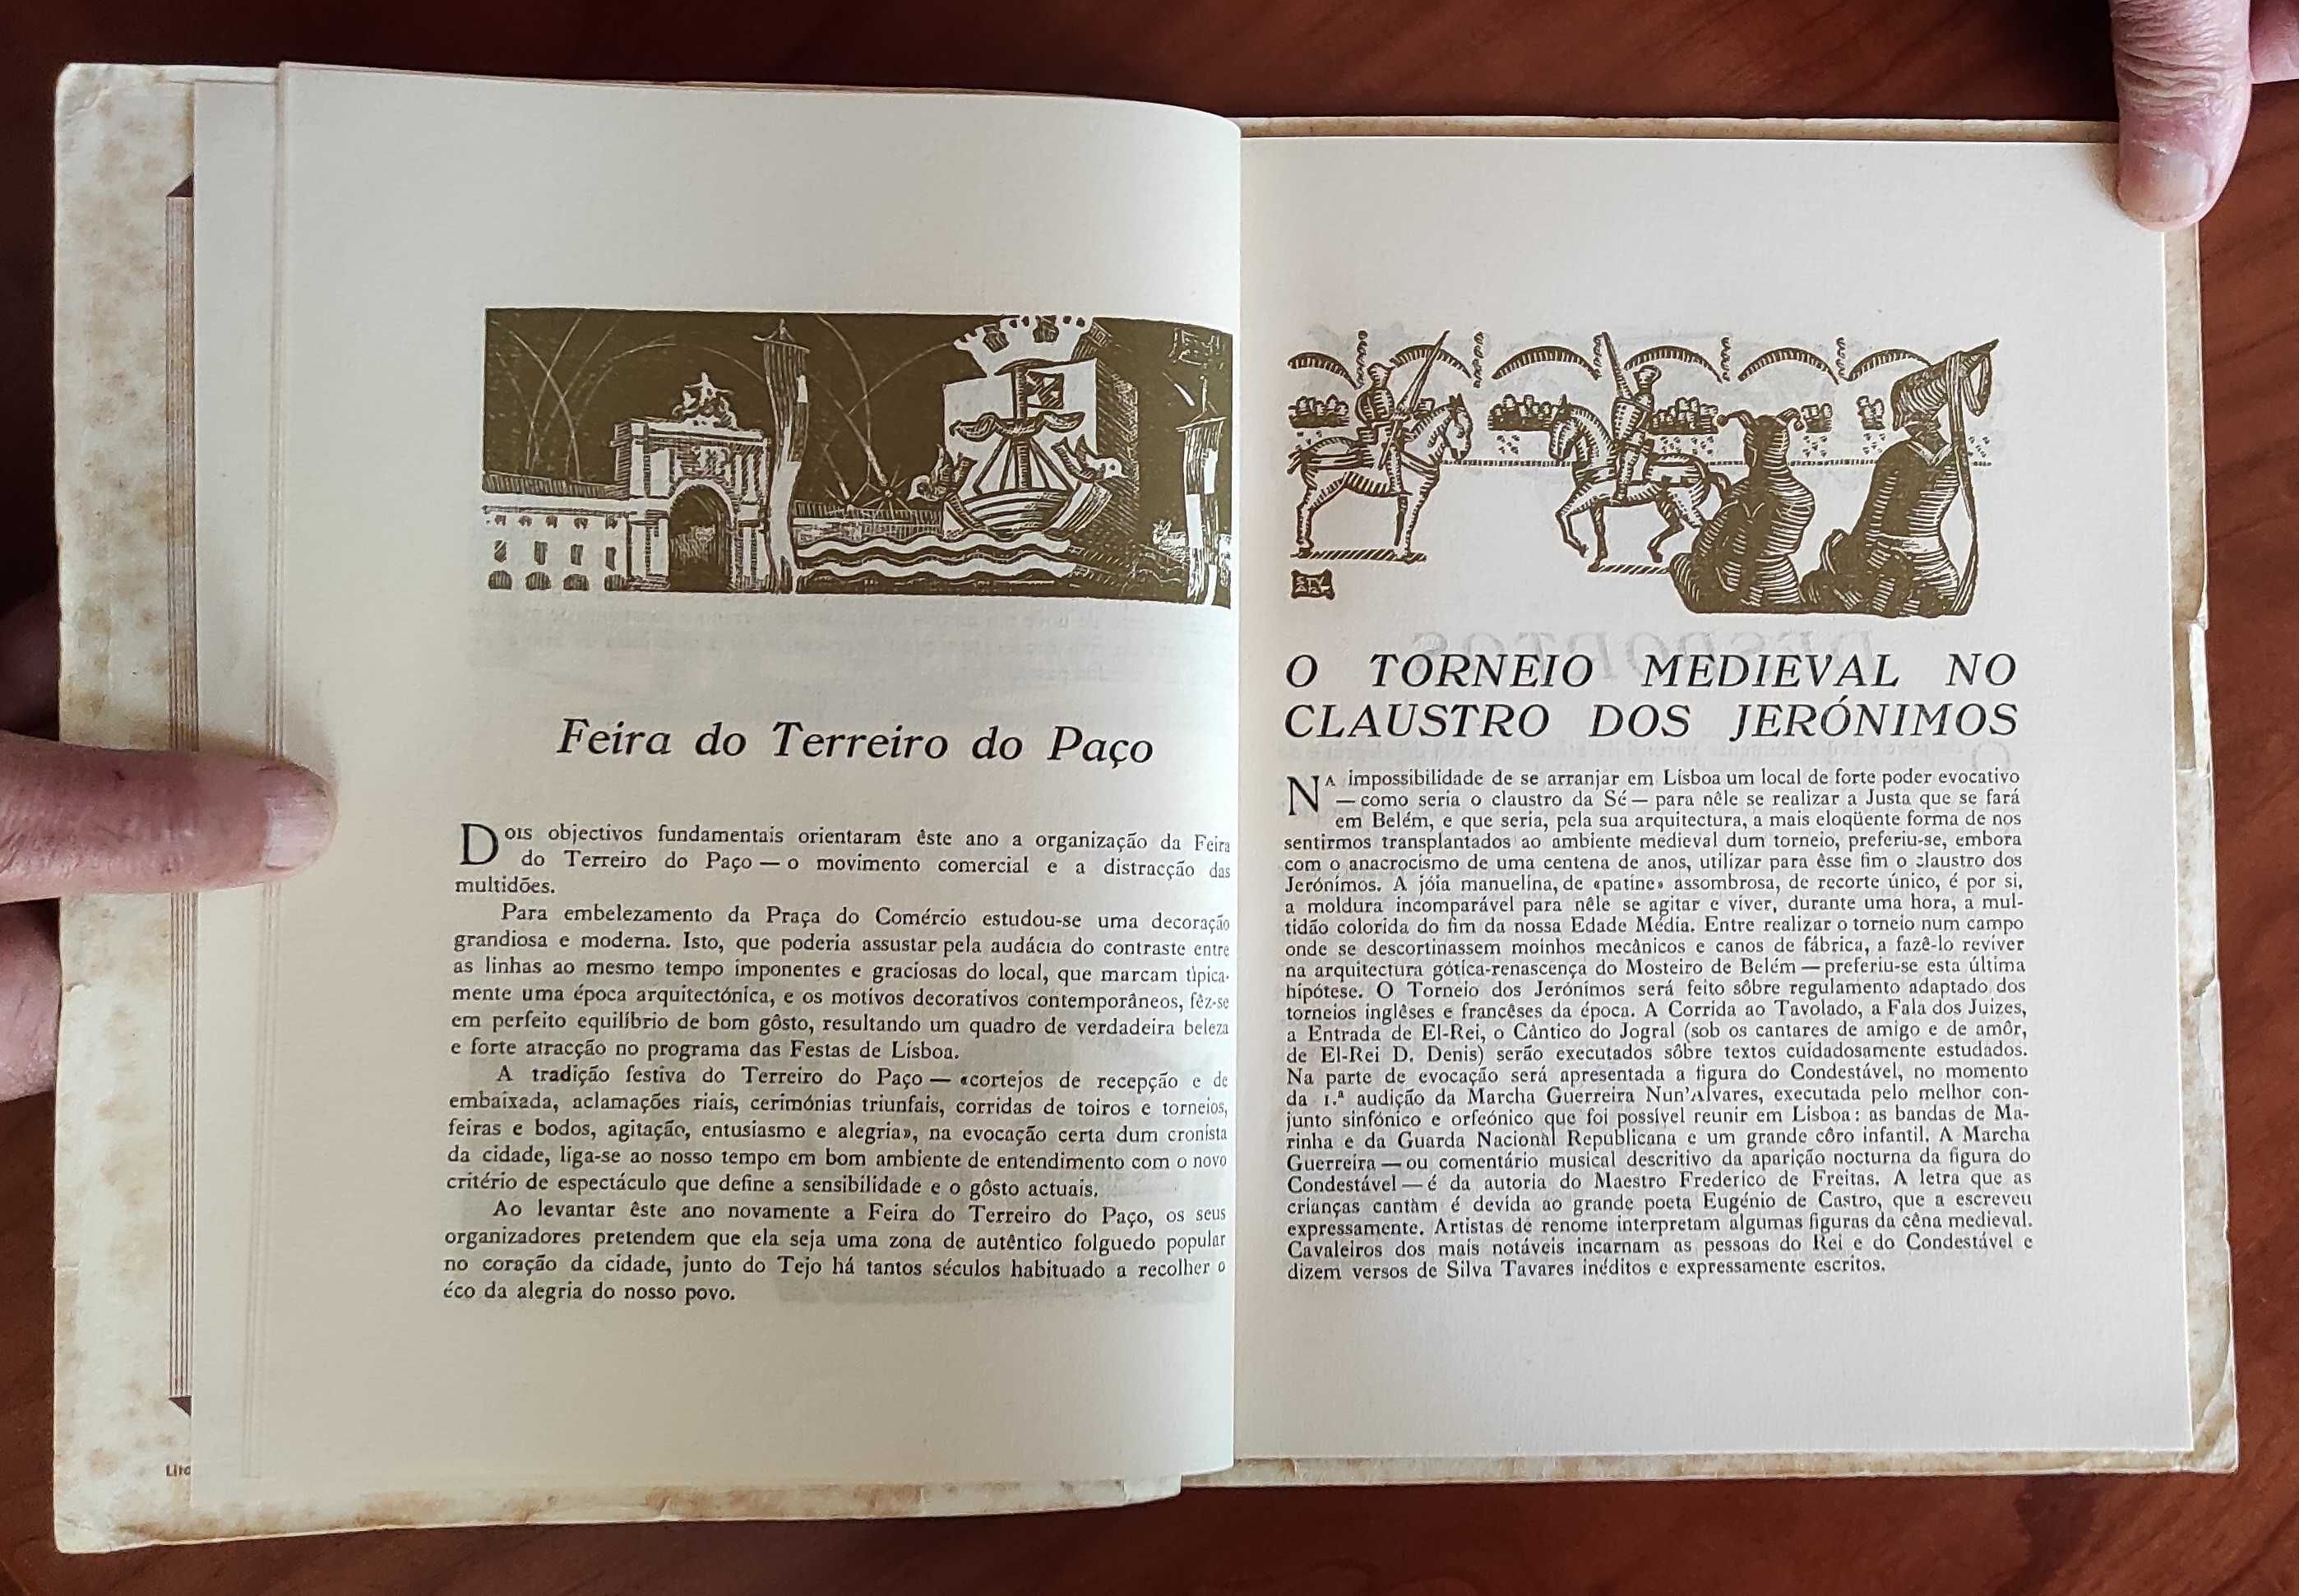 Feira do Terreiro do Paço
DOIS objectivos fundamentais orientaram êste ano a organização da Feira
do Terreiro do Paço — o movimento comercial e a distracção das
multidões.
Para embelezamento da Praça do Comércio estudou-se uma decoração
grandiosa e moderna. Isto, que poderia assustar pela audácia do contraste entre
as linhas ao mesmo tempo imponentes e graciosas do local, que marcam tìpica-
mente uma época arquitectónica, e os motivos decorativos contemporâneos, fêz-se
em perfeito equilíbrio de bom gôsto, resultando um quadro de verdadeira beleza
e forte atracção no programa das Festas de Lisboa.
A tradição festiva do Terreiro do Paço — «cortejos de recepção e de
embaixada, aclamações riais, cerimónias triunfais, corridas de toiros e torneios,
feiras e bodos, agitação, entusiasmo e alegria», na evocação certa dum cronista
da cidade, liga-se ao nosso tempo em bom ambiente de entendimento com o novo
critério de espectáculo que define a sensibilidade e o gôsto actuais.
Ao levantar êste ano novamente a Feira do Terreiro do Paço, os seus
organizadores pretendem que ela seja uma zona de autêntico folguedo popular
no coração da cidade, junto do Tejo há tantos séculos habituado a recolher o
éco da alegria do nosso povo.
O TORNEIO MEDIEVAL NO
CLAUSTRO DOS JERÓNIMOS
NA impossibilidade de se arranjar em Lisboa um local de forte poder evocativo
— como seria o claustro da Sé — para nêle se realizar a Justa que se fará
em Belém, e que seria, pela sua arquitectura, a mais eloqüente forma de nos
sentirmos transplantados ao ambiente medieval dum torneio, preferiu-se, embora
com o anacrocismo de uma centena de anos, utilizar para êsse fim o claustro dos
Jerónimos. A jóia manuelina, de «patine» assombrosa, de recorte único, é por si,
a moldura incomparável para nêle se agitar e viver, durante uma hora, a mul-
tidão colorida do fim da nossa Edade Média. Entre realizar o torneio num campo
onde se descortinassem moinhos mecânicos e canos de fábrica, a fazê-lo reviver
na arquitectura gótica-renascença do Mosteiro de Belém — preferiu-se esta última
hipótese. O Torneio dos Jerónimos será feito sôbre regulamento adaptado dos
torneios inglêses e francêses da época. A Corrida ao Tavolado, a Fala dos Juizes,
a Entrada de El-Rei, o Cântico do Jogral (sob os cantares de amigo e de amôr,
de El-Rei D. Denis) serão executados sôbre textos cuidadosamente estudados.
Na parte de evocação será apresentada a figura do Condestável, no momento
da 1.ª audição da Marcha Guerreira Nun'Alvares, executada pelo melhor con-
junto sinfónico e orfeónico que foi possível reunir em Lisboa: as bandas de Ma-
rinha e da Guarda Nacional Republicana e um grande côro infantil. A Marcha
Guerreira — ou comentário musical descritivo da aparição nocturna da figura do
Condestável — é da autoria do Maestro Frederico de Freitas. A letra que as
crianças cantàm é devida ao grande poeta Eugénio de Castro, que a escreveu
expressamente. Artistas de renome interpretam algumas figuras da cêna medieval.
Cavaleiros dos mais notáveis incarnam as pessoas do Rei e do Condestável e
dizem versos de Silva Tavares inéditos e expressamente escritos.